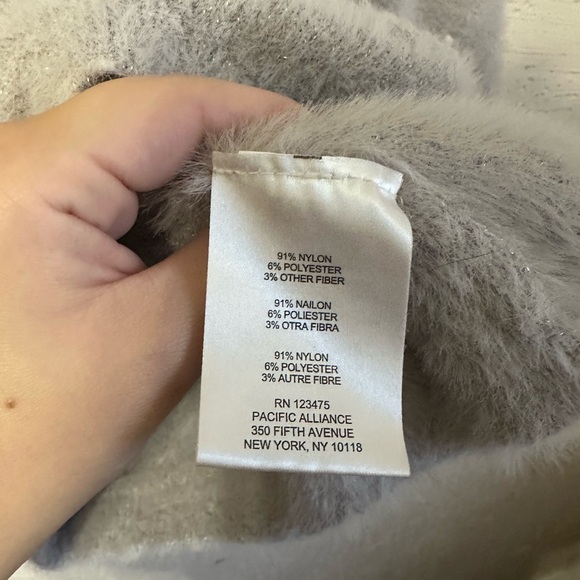 91% NYLON
6% POLYESTER
3% OTHER FIBER
91% NAILON
6% POLIESTER
3% OTRA FIBRA
91% NYLON
6% POLYESTER
3% AUTRE FIBRE
RN 123475
PACIFIC ALLIANCE
350 FIFTH AVENUE
NEW YORK, NY 10118